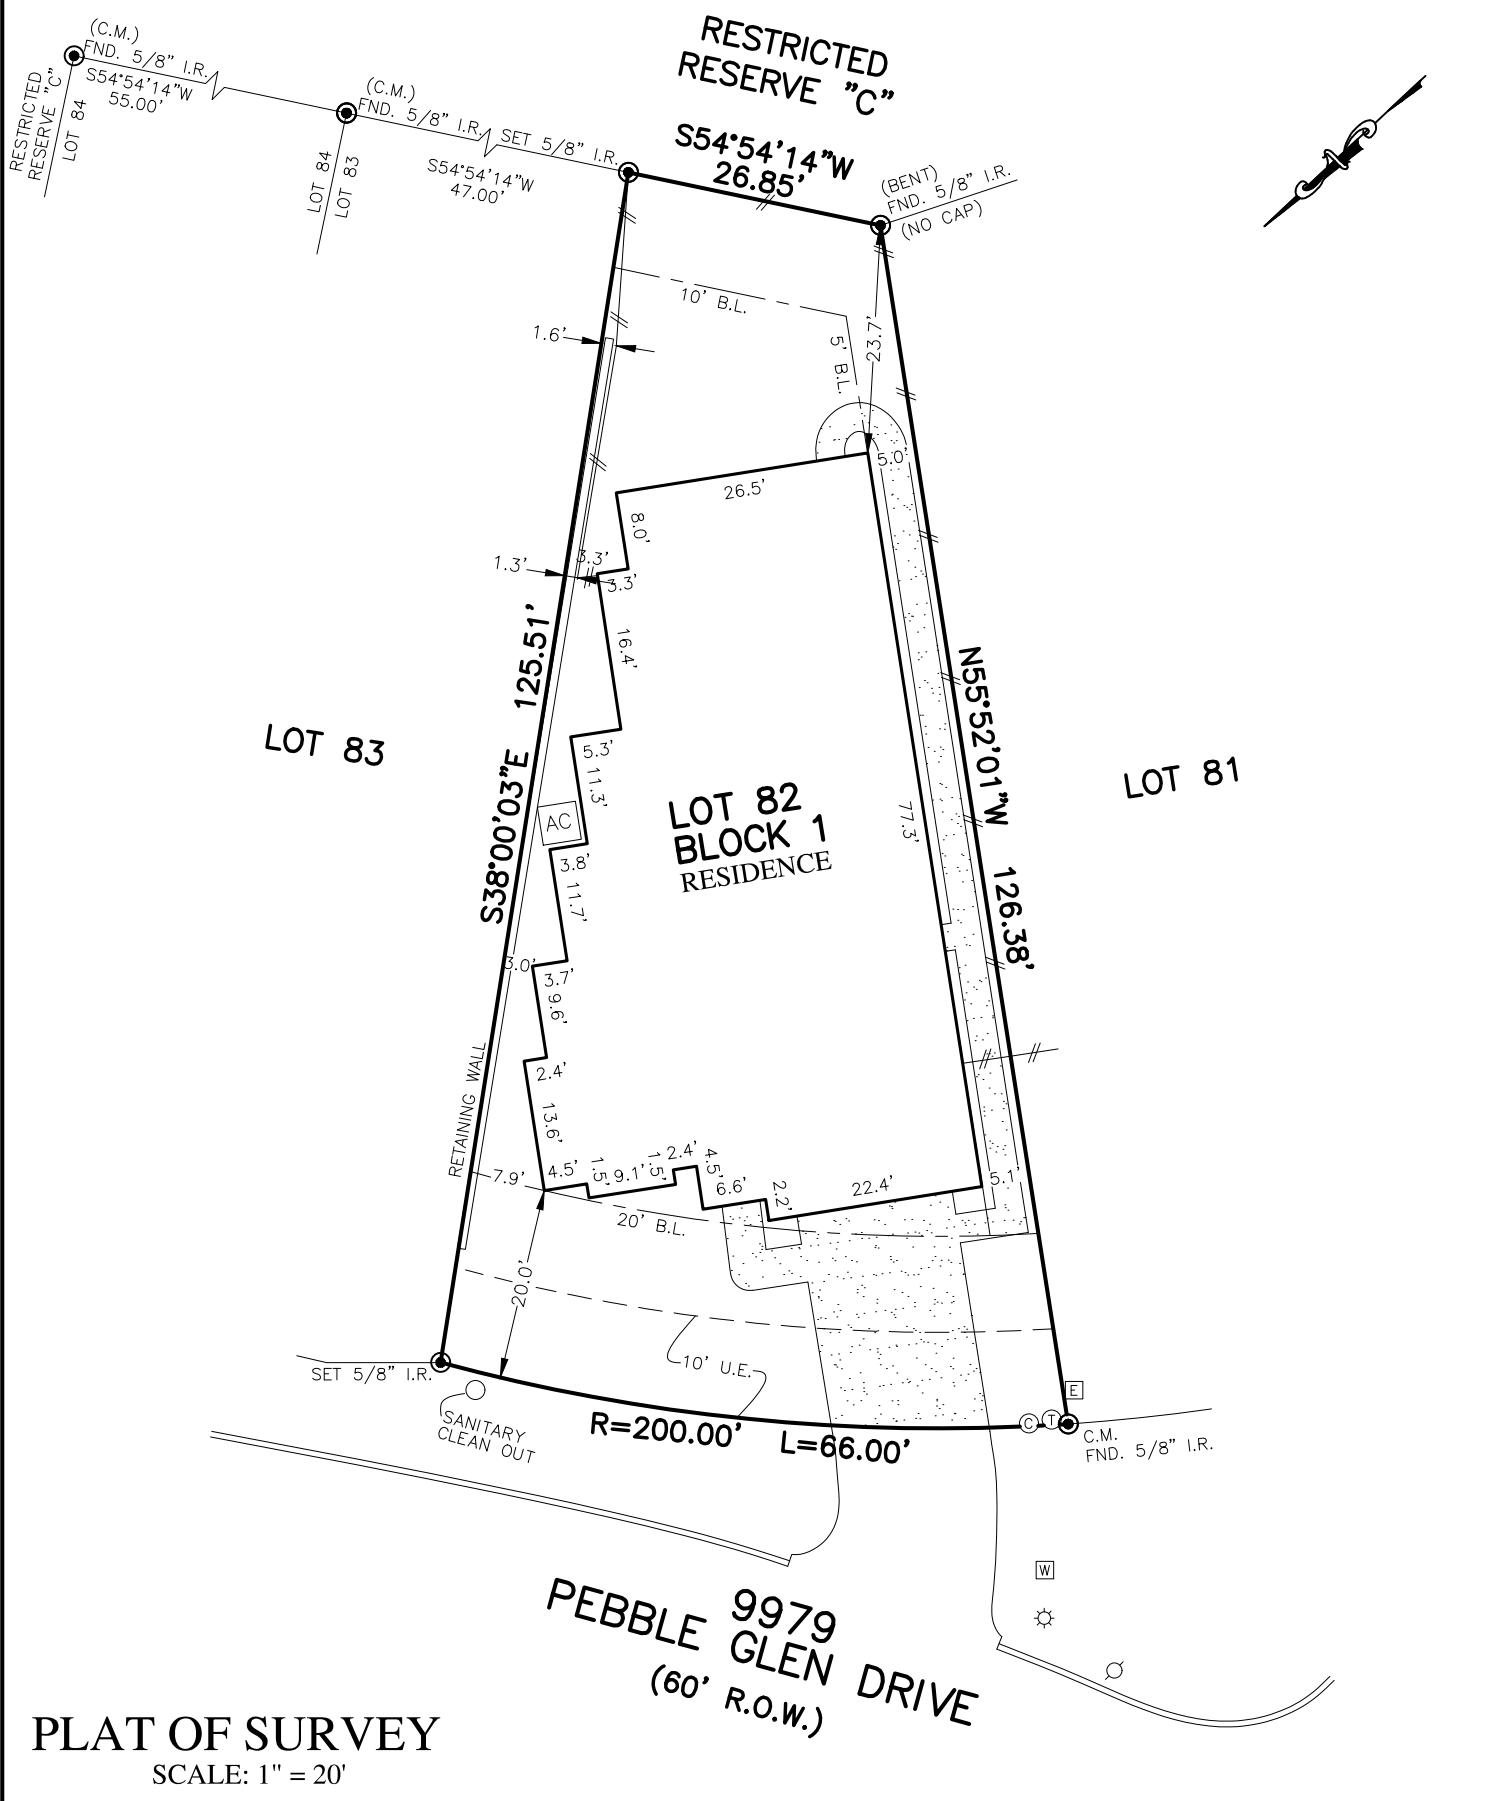 (C.M.)
FND. 5/8" I.R.
S54°54'14"W
55.00'
RESTRICTED
RESERVE "C"
LOT 84
(C.M.)
FND. 5/8" I.R.
LOT 84
LOT 83
SET 5/8" I.R.
S54°54'14"W
47.00'
RESTRICTED
RESERVE "C"
S54°54'14"W
26.85'
(BENT)
FND. 5/8" I.R.
(NO CAP)
10' B.L.
5' B.L.
23.7'
1.6'
5.0'
26.5'
8.0'
1.3'
3.3'
3.3'
16.4'
S38°00'03"E 125.51'
N55°52'01"W 126.38'
LOT 83
LOT 81
5.3'
11.3'
AC
LOT 82
BLOCK 1
RESIDENCE
77.3'
3.8'
11.7'
3.0'
3.7'
9.6'
RETAINING WALL
2.4'
13.6'
7.9'
4.5'
1.5'
9.1'
1.5'
2.4'
4.5'
6.6'
2.2'
22.4'
5.1'
20' B.L.
20.0'
10' U.E.
SET 5/8" I.R.
SANITARY
CLEAN OUT
R=200.00' L=66.00'
E
C
T
C.M.
FND. 5/8" I.R.
W
9979
PEBBLE GLEN DRIVE
(60' R.O.W.)
PLAT OF SURVEY
SCALE: 1" = 20'